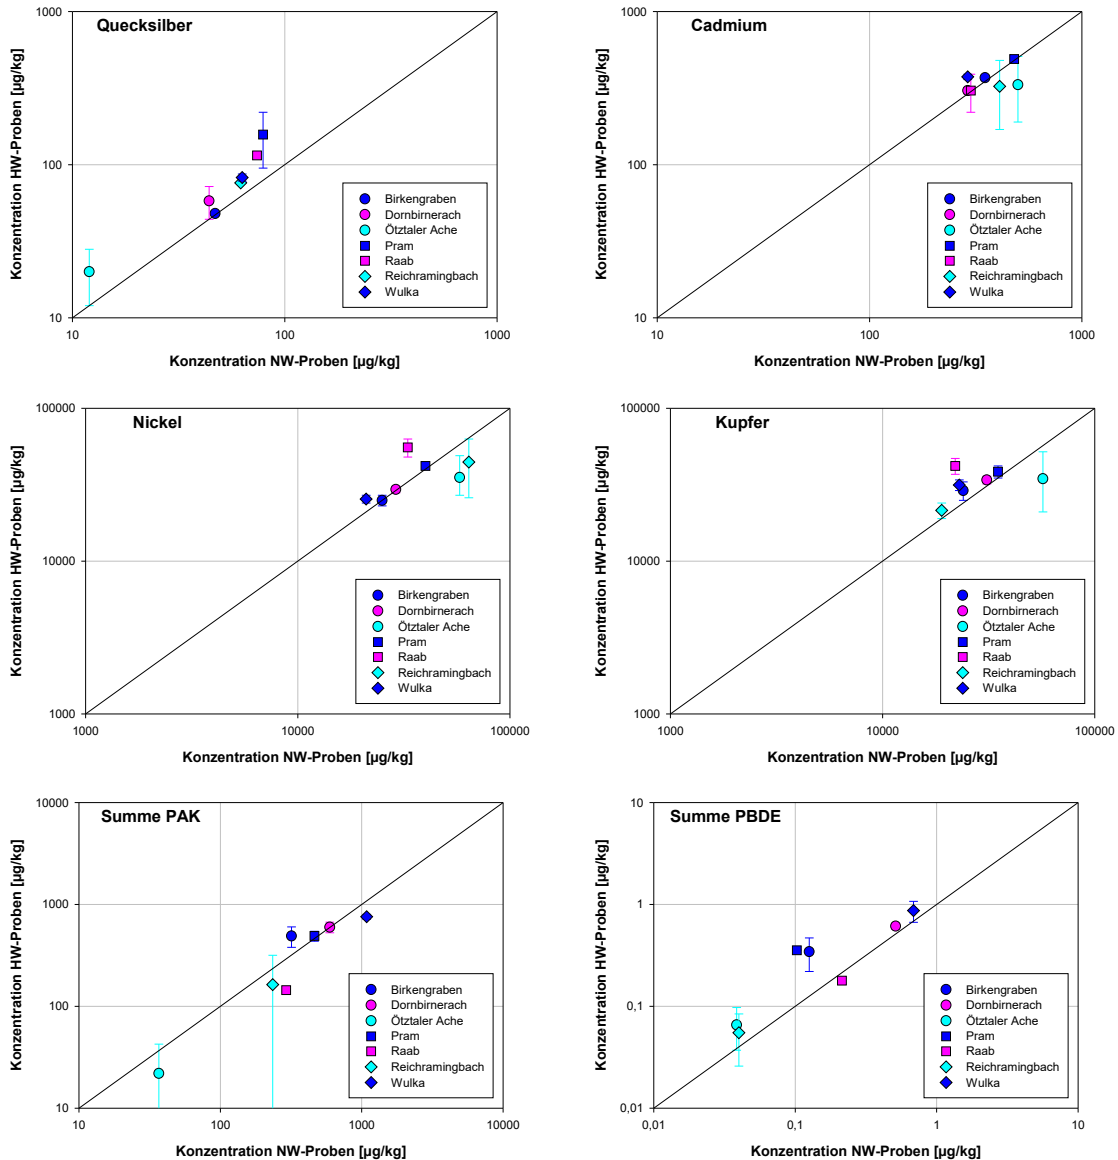 Quecksilber
Konzentration HW-Proben [µg/kg]
1000
100
10
10
100
1000
Konzentration NW-Proben [µg/kg]
Birkengraben
Dornbirnerach
Ötztaler Ache
Pram
Raab
Reichramingbach
Wulka
Cadmium
Konzentration HW-Proben [µg/kg]
1000
100
10
10
100
1000
Konzentration NW-Proben [µg/kg]
Birkengraben
Dornbirnerach
Ötztaler Ache
Pram
Raab
Reichramingbach
Wulka
Nickel
Konzentration HW-Proben [µg/kg]
100000
10000
1000
1000
10000
100000
Konzentration NW-Proben [µg/kg]
Birkengraben
Dornbirnerach
Ötztaler Ache
Pram
Raab
Reichramingbach
Wulka
Kupfer
Konzentration HW-Proben [µg/kg]
100000
10000
1000
1000
10000
100000
Konzentration NW-Proben [µg/kg]
Birkengraben
Dornbirnerach
Ötztaler Ache
Pram
Raab
Reichramingbach
Wulka
Summe PAK
Konzentration HW-Proben [µg/kg]
10000
1000
100
10
10
100
1000
10000
Konzentration NW-Proben [µg/kg]
Birkengraben
Dornbirnerach
Ötztaler Ache
Pram
Raab
Reichramingbach
Wulka
Summe PBDE
Konzentration HW-Proben [µg/kg]
10
1
0,1
0,01
0,01
0,1
1
10
Konzentration NW-Proben [µg/kg]
Birkengraben
Dornbirnerach
Ötztaler Ache
Pram
Raab
Reichramingbach
Wulka